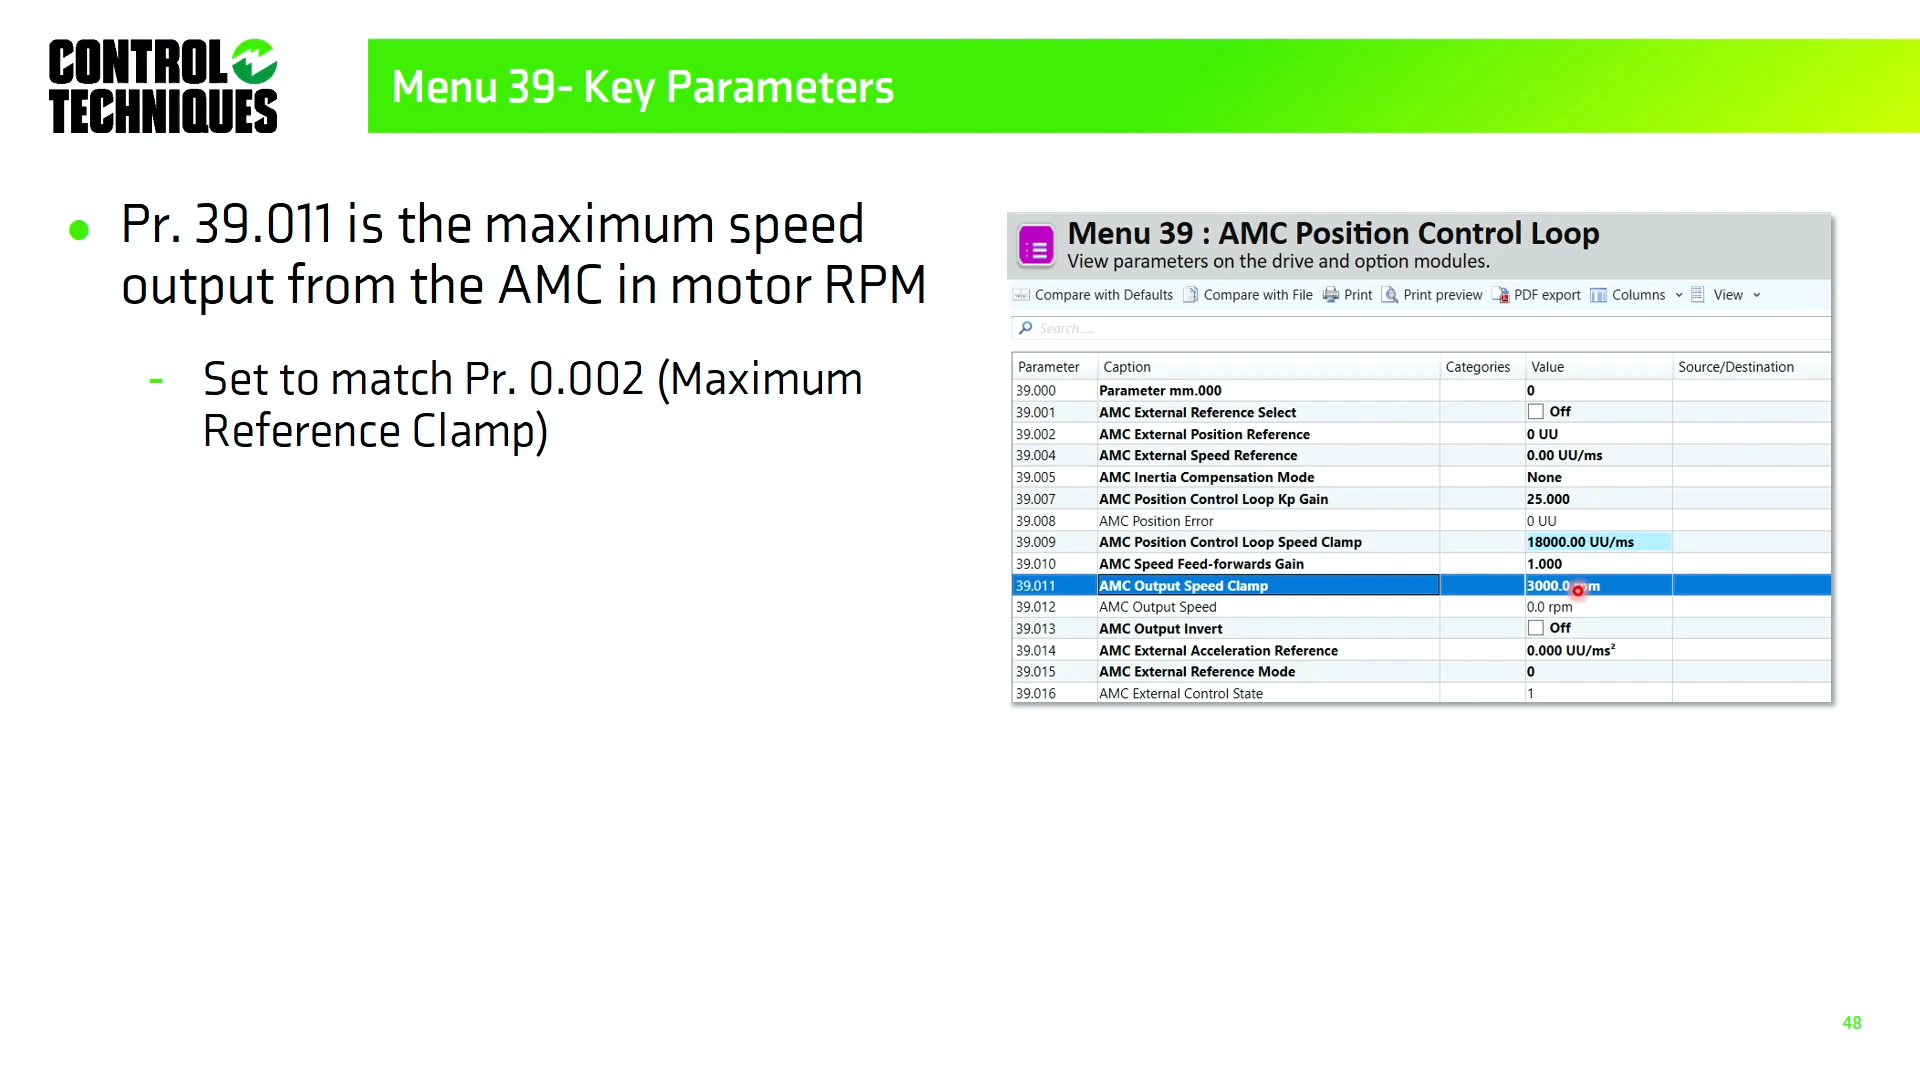 CONTROL
TECHNIQUES
Menu 39- Key Parameters
Pr. 39.011 is the maximum speed
output from the AMC in motor RPM
- Set to match Pr. 0.002 (Maximum
Reference Clamp)
Menu 39 : AMC Position Control Loop
View parameters on the drive and option modules.
Compare with Defaults Compare with File Print Print preview PDF export Columns View
Search.....
Parameter Caption Categories Value Source/Destination
39.000 Parameter mm.000 0
39.001 AMC External Reference Select Off
39.002 AMC External Position Reference 0 UU
39.004 AMC External Speed Reference 0.00 UU/ms
39.005 AMC Inertia Compensation Mode None
39.007 AMC Position Control Loop Kp Gain 25.000
39.008 AMC Position Error 0 UU
39.009 AMC Position Control Loop Speed Clamp 18000.00 UU/ms
39.010 AMC Speed Feed-forwards Gain 1.000
39.011 AMC Output Speed Clamp 3000.0 rpm
39.012 AMC Output Speed 0.0 rpm
39.013 AMC Output Invert Off
39.014 AMC External Acceleration Reference 0.000 UU/ms²
39.015 AMC External Reference Mode 0
39.016 AMC External Control State 1
48